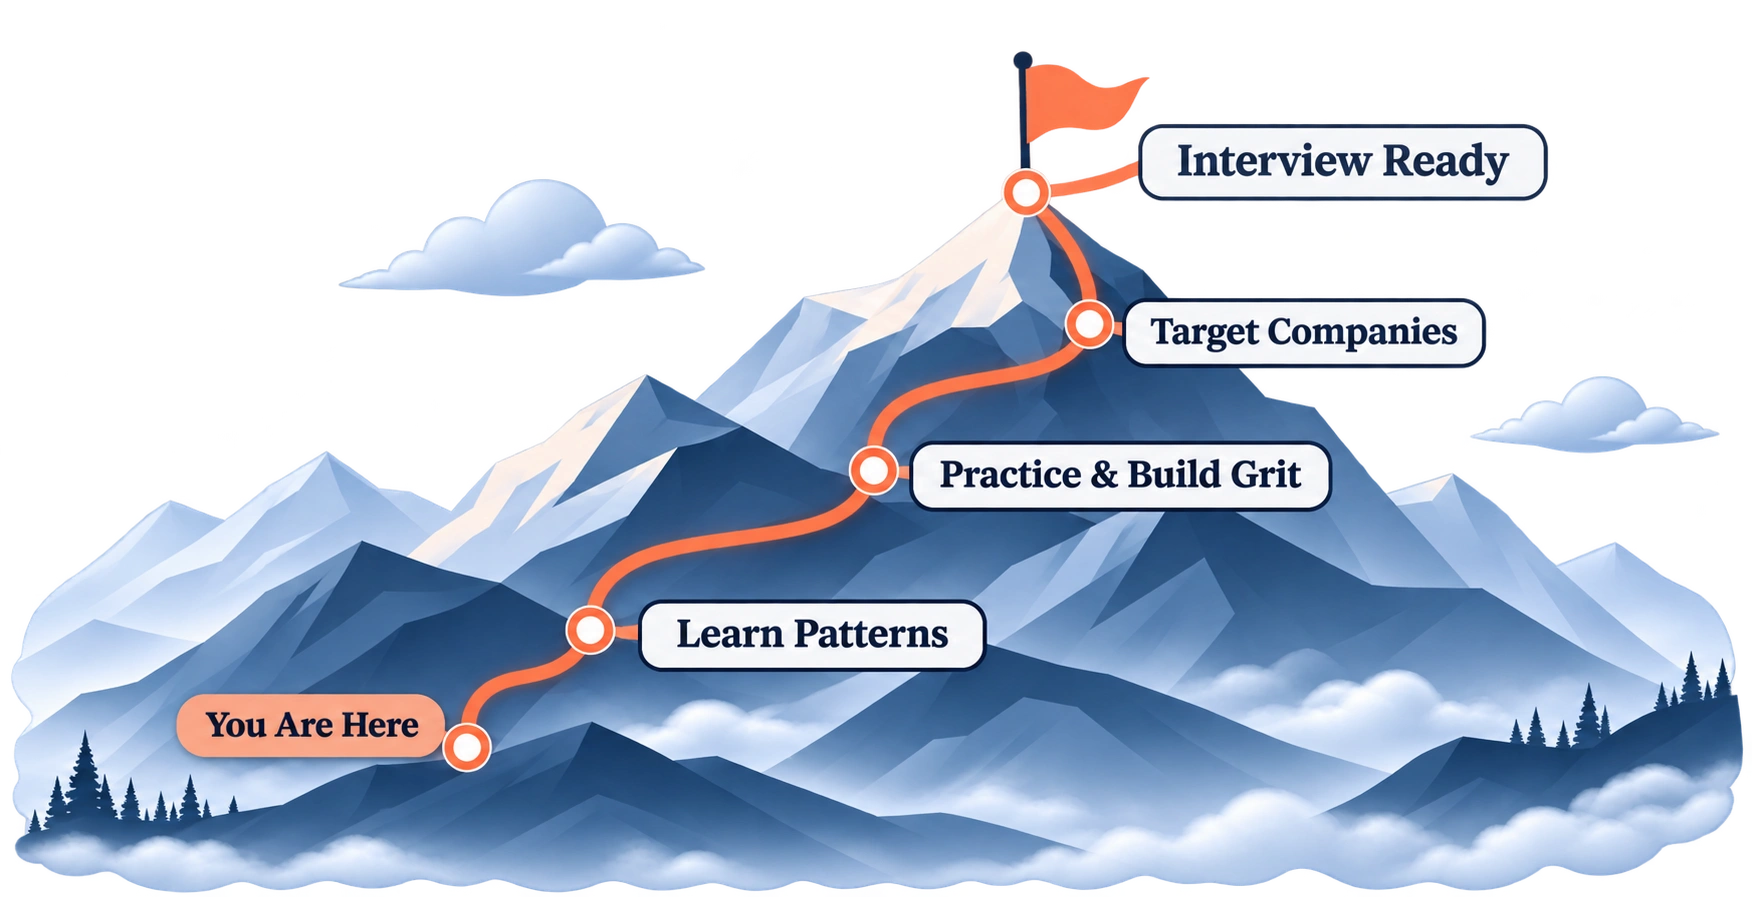 Interview Ready
Target Companies
Practice & Build Grit
Learn Patterns
You Are Here